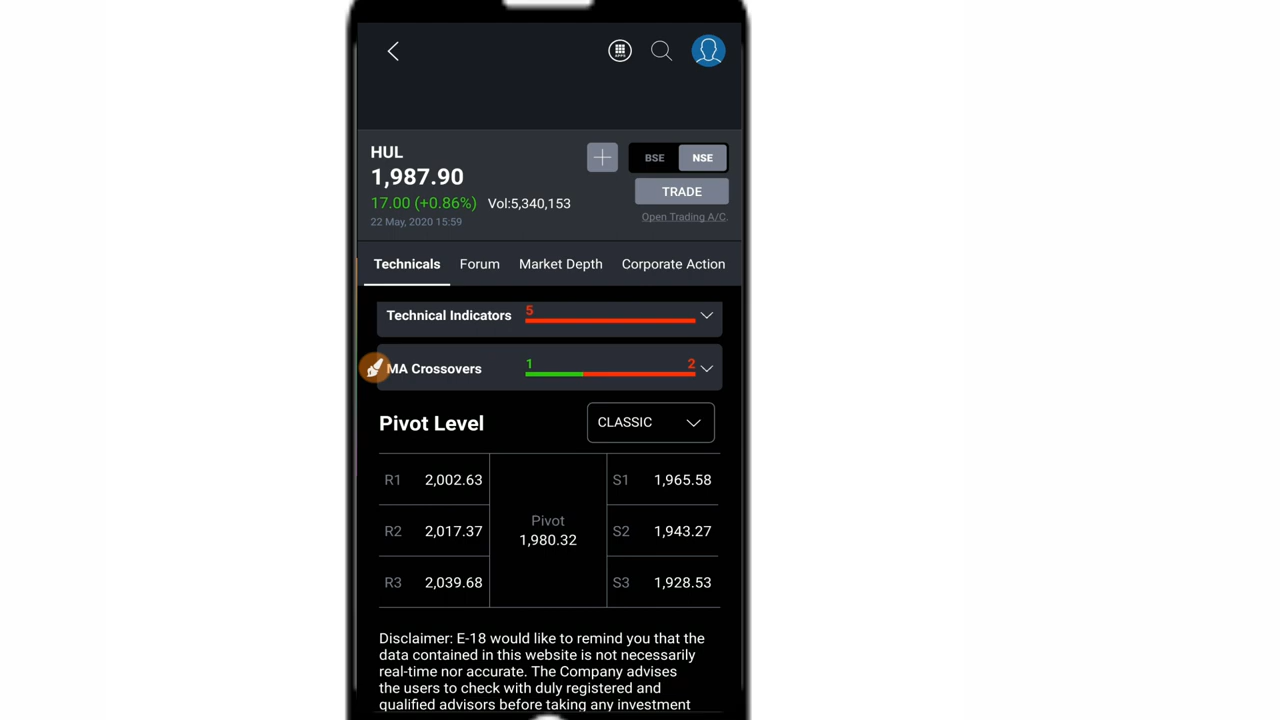 APPS
HUL
BSE NSE
1,987.90
TRADE
17.00 (+0.86%) Vol:5,340,153
Open Trading A/C.
22 May, 2020 15:59
Technicals Forum Market Depth Corporate Action
Technical Indicators 5
MA Crossovers 1 2
Pivot Level CLASSIC
R1 2,002.63 S1 1,965.58
Pivot
R2 2,017.37 S2 1,943.27
1,980.32
R3 2,039.68 S3 1,928.53
Disclaimer: E-18 would like to remind you that the
data contained in this website is not necessarily
real-time nor accurate. The Company advises
the users to check with duly registered and
qualified advisors before taking any investment